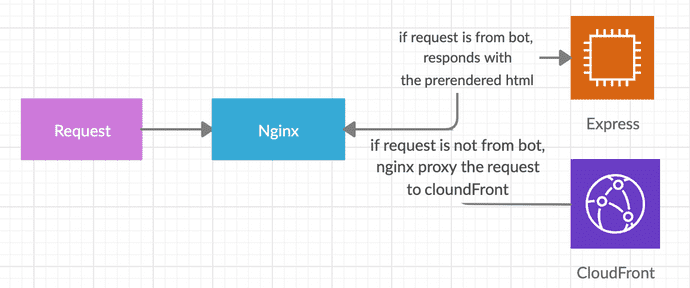 if request is from bot,
responds with
the prerendered html
Express
Request
Nginx
if request is not from bot,
nginx proxy the request
to cloundFront
CloudFront